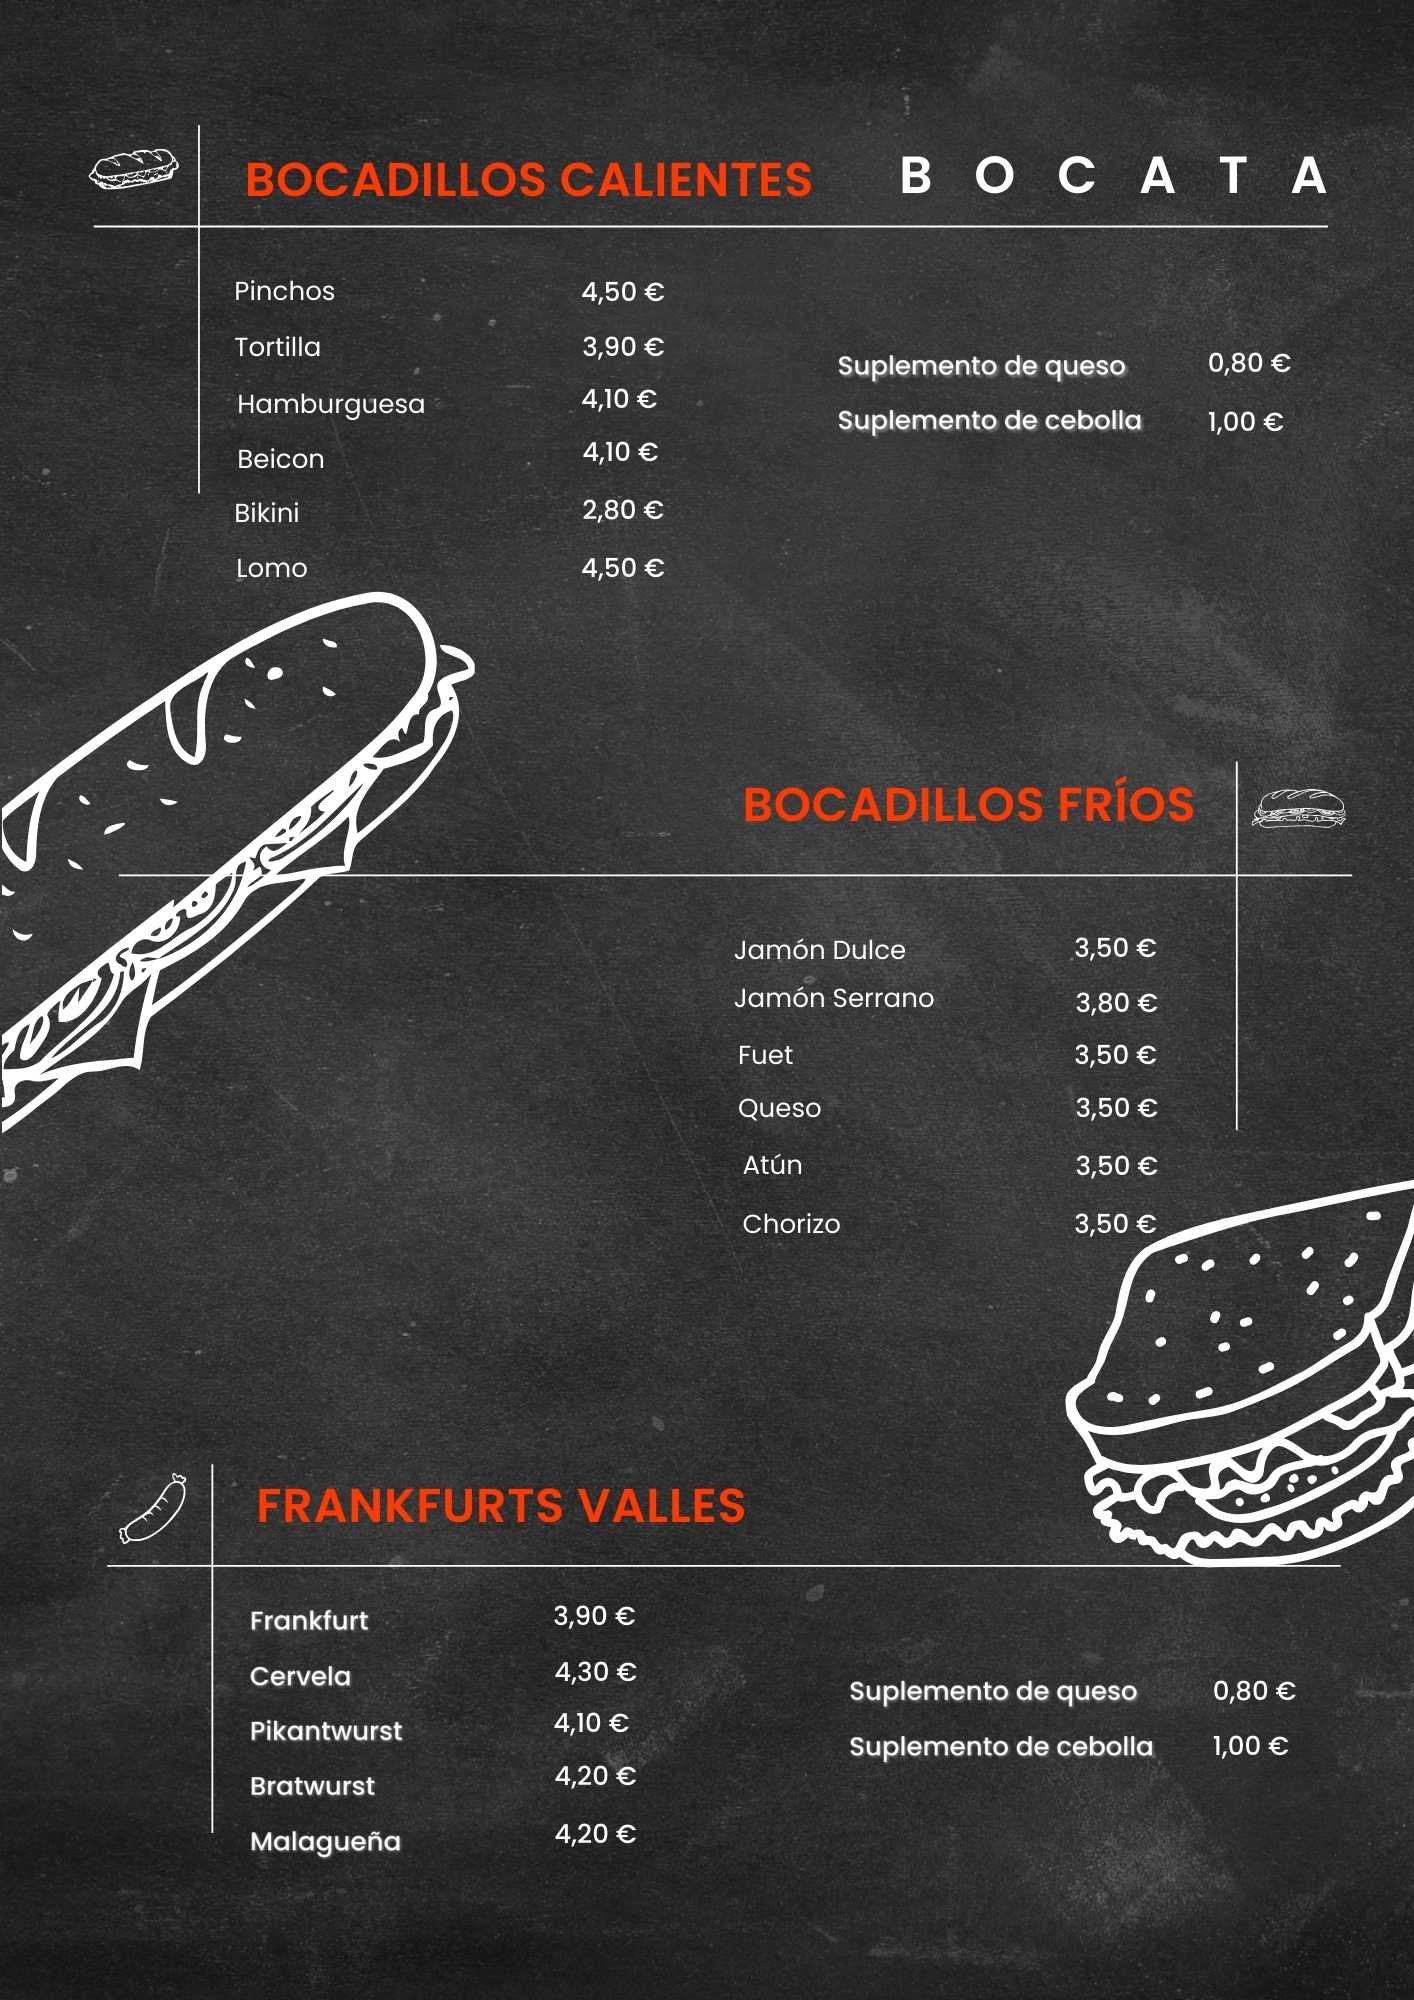 BOCADILLOS CALIENTES
B O C A T A
Pinchos 4,50 €
Tortilla 3,90 €
Hamburguesa 4,10 €
Beicon 4,10 €
Bikini 2,80 €
Lomo 4,50 €
Suplemento de queso 0,80 €
Suplemento de cebolla 1,00 €
BOCADILLOS FRÍOS
Jamón Dulce 3,50 €
Jamón Serrano 3,80 €
Fuet 3,50 €
Queso 3,50 €
Atún 3,50 €
Chorizo 3,50 €
FRANKFURTS VALLES
Frankfurt 3,90 €
Cervela 4,30 €
Pikantwurst 4,10 €
Bratwurst 4,20 €
Malagueña 4,20 €
Suplemento de queso 0,80 €
Suplemento de cebolla 1,00 €